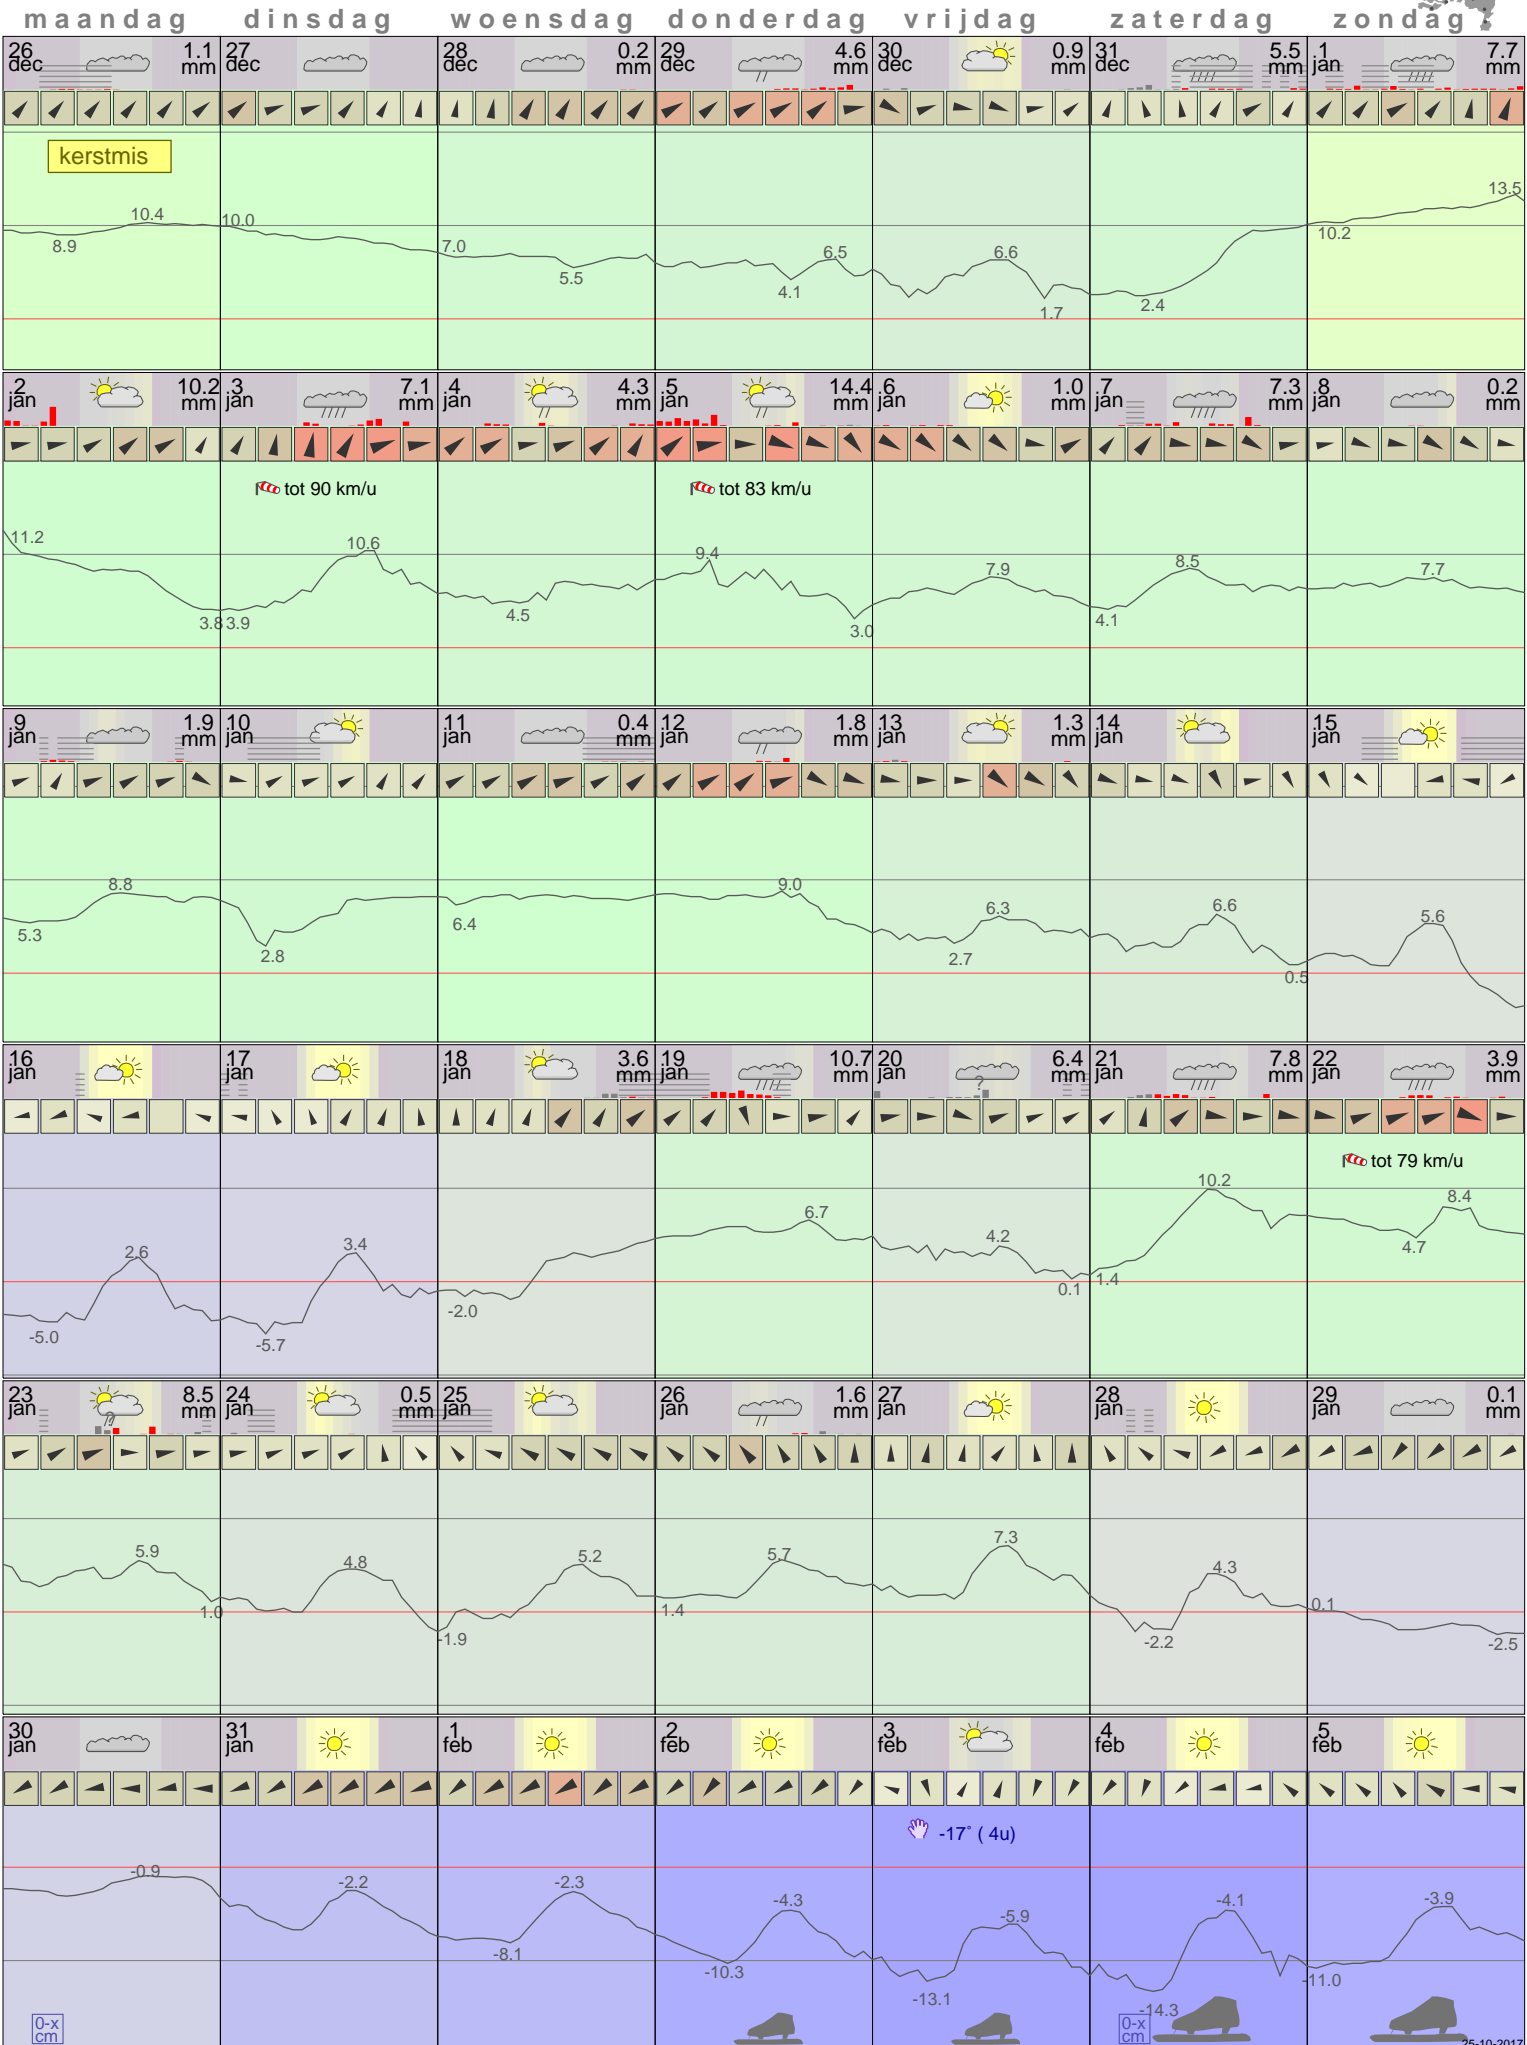 maandag dinsdag woensdag donderdag vrijdag zaterdag zondag
26 dec 1.1 mm 27 dec 28 dec 0.2 mm 29 dec 4.6 mm 30 dec 0.9 mm 31 dec 5.5 mm 1 jan 7.7 mm
kerstmis
8.9 10.4 10.0 7.0 5.5 4.1 6.5 6.6 1.7 2.4 10.2 13.5
2 jan 10.2 mm 3 jan 7.1 mm 4 jan 4.3 mm 5 jan 14.4 mm 6 jan 1.0 mm 7 jan 7.3 mm 8 jan 0.2 mm
tot 90 km/u tot 83 km/u
11.2 3.8 3.9 10.6 4.5 9.4 3.0 7.9 4.1 8.5 7.7
9 jan 1.9 mm 10 jan 11 jan 0.4 mm 12 jan 1.8 mm 13 jan 1.3 mm 14 jan 15 jan
5.3 8.8 2.8 6.4 9.0 2.7 6.3 6.6 0.5 5.6
16 jan 17 jan 18 jan 3.6 mm 19 jan 10.7 mm 20 jan ? 6.4 mm 21 jan 7.8 mm 22 jan 3.9 mm
tot 79 km/u
-5.0 2.6 -5.7 3.4 -2.0 6.7 4.2 0.1 1.4 10.2 4.7 8.4
23 jan ? 8.5 mm 24 jan 0.5 mm 25 jan 26 jan 1.6 mm 27 jan 28 jan 29 jan 0.1 mm
5.9 1.0 4.8 -1.9 5.2 1.4 5.7 7.3 -2.2 4.3 0.1 -2.5
30 jan 31 jan 1 feb 2 feb 3 feb 4 feb 5 feb
-17° ( 4u)
-0.9 -2.2 -8.1 -2.3 -10.3 -4.3 -13.1 -5.9 -14.3 -4.1 -11.0 -3.9
0-x cm 0-x cm
25-10-2017